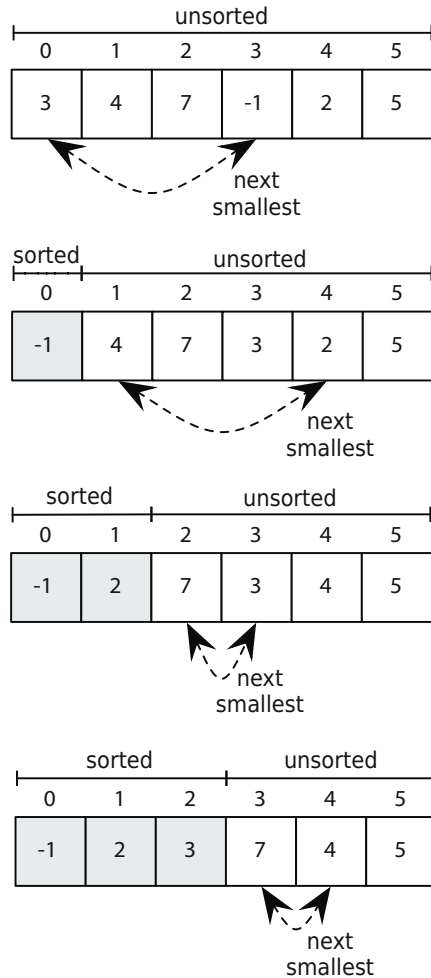 unsorted
0 1 2 3 4 5
3 4 7 -1 2 5
next
smallest
sorted unsorted
0 1 2 3 4 5
-1 4 7 3 2 5
next
smallest
sorted unsorted
0 1 2 3 4 5
-1 2 7 3 4 5
next
smallest
sorted unsorted
0 1 2 3 4 5
-1 2 3 7 4 5
next
smallest